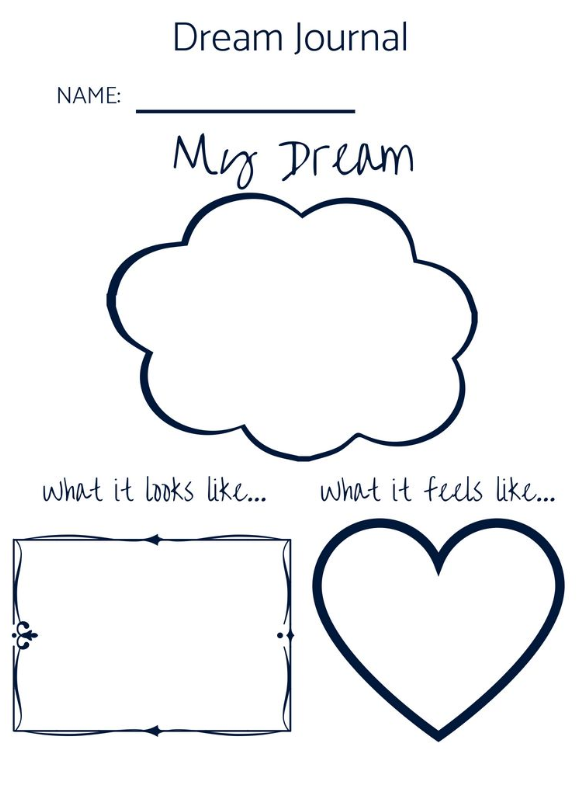 Dream Journal
NAME:
My Dream
what it looks like...
what it feels like...